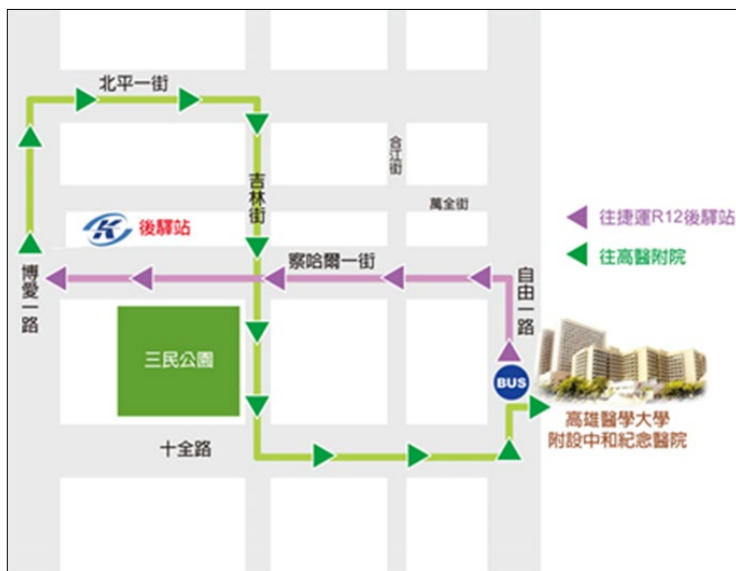 北平一街
合江街
吉林街
萬全街
後驛站
往捷運R12後驛站
往高醫附院
察哈爾一街
博愛一路
自由一路
三民公園
BUS
高雄醫學大學
附設中和紀念醫院
十全路